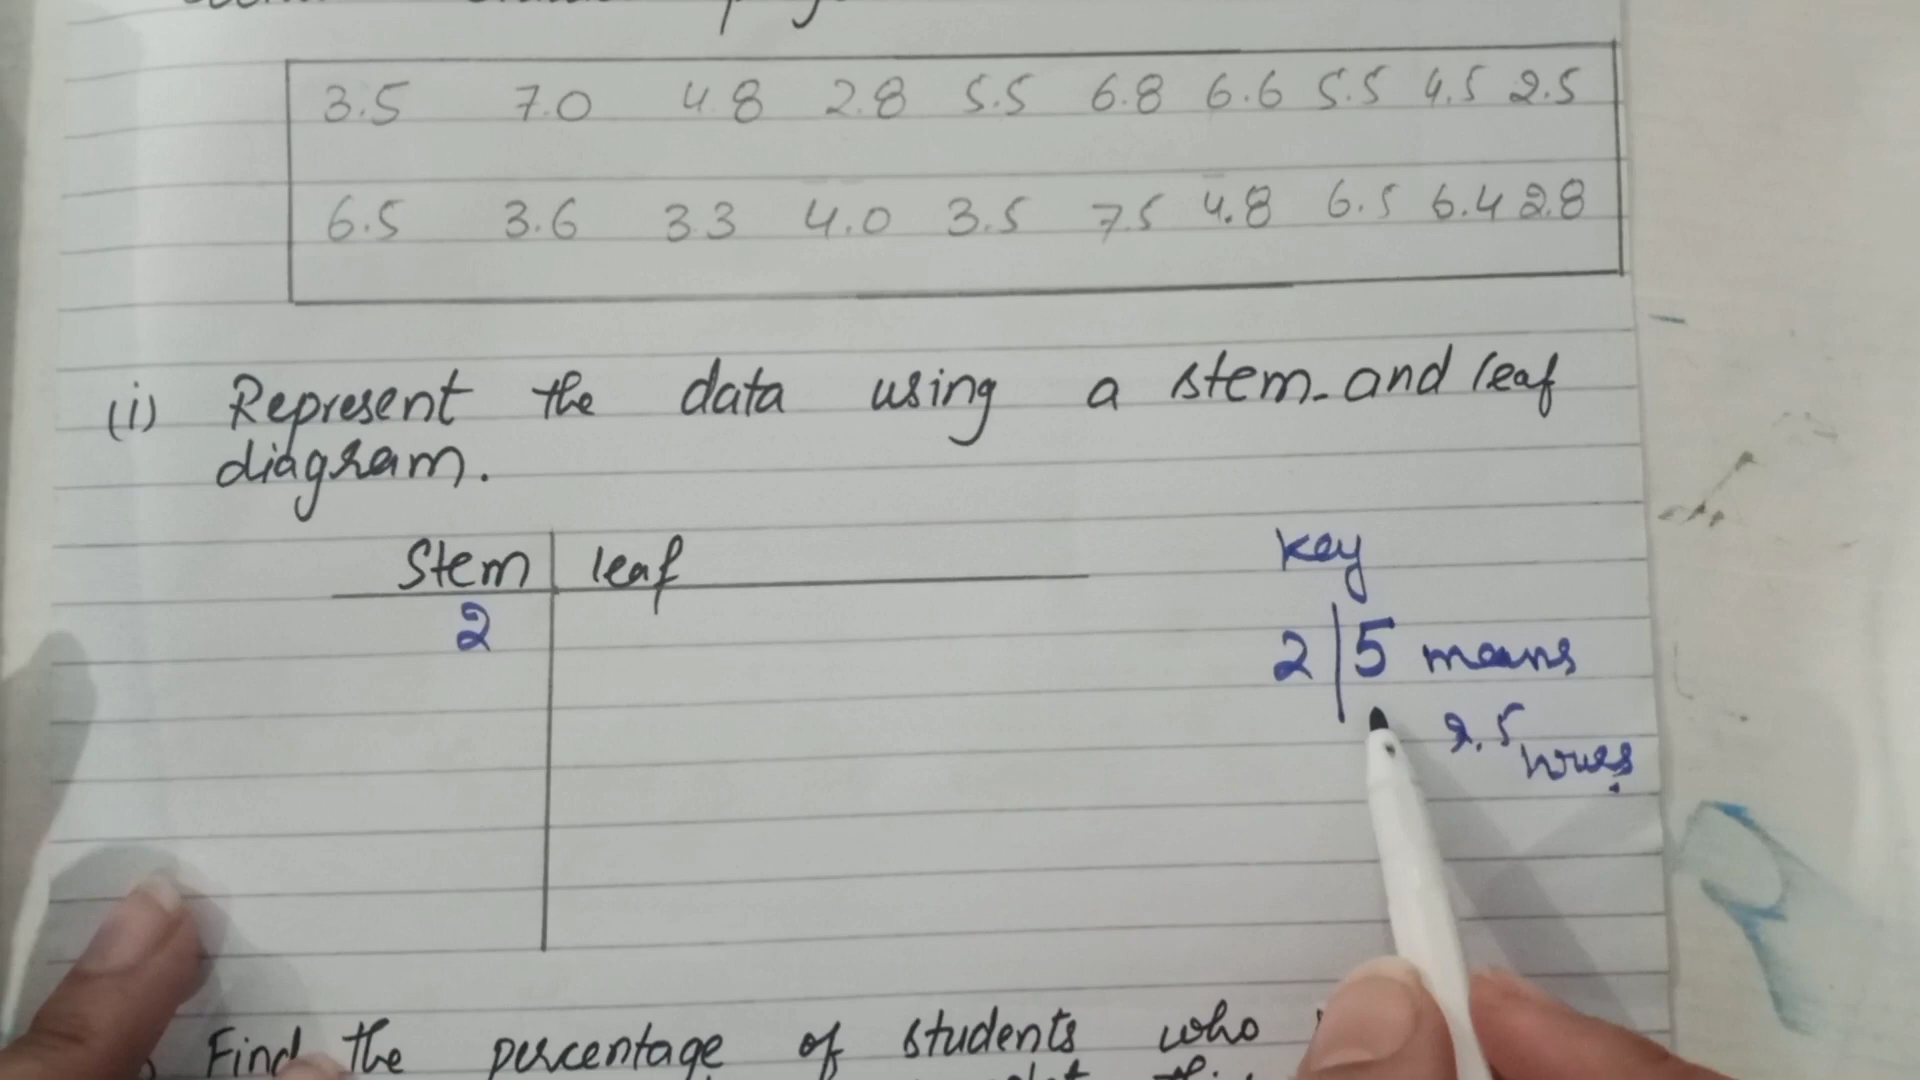 3.5 7.0 4.8 2.8 5.5 6.8 6.6 5.5 4.5 2.5
6.5 3.6 3.3 4.0 3.5 7.5 4.8 6.5 6.4 2.8
(i) Represent the data using a stem-and leaf
diagram.
Stem leaf
2
key
2 | 5 means
2.5
hours
Find the percentage of students who